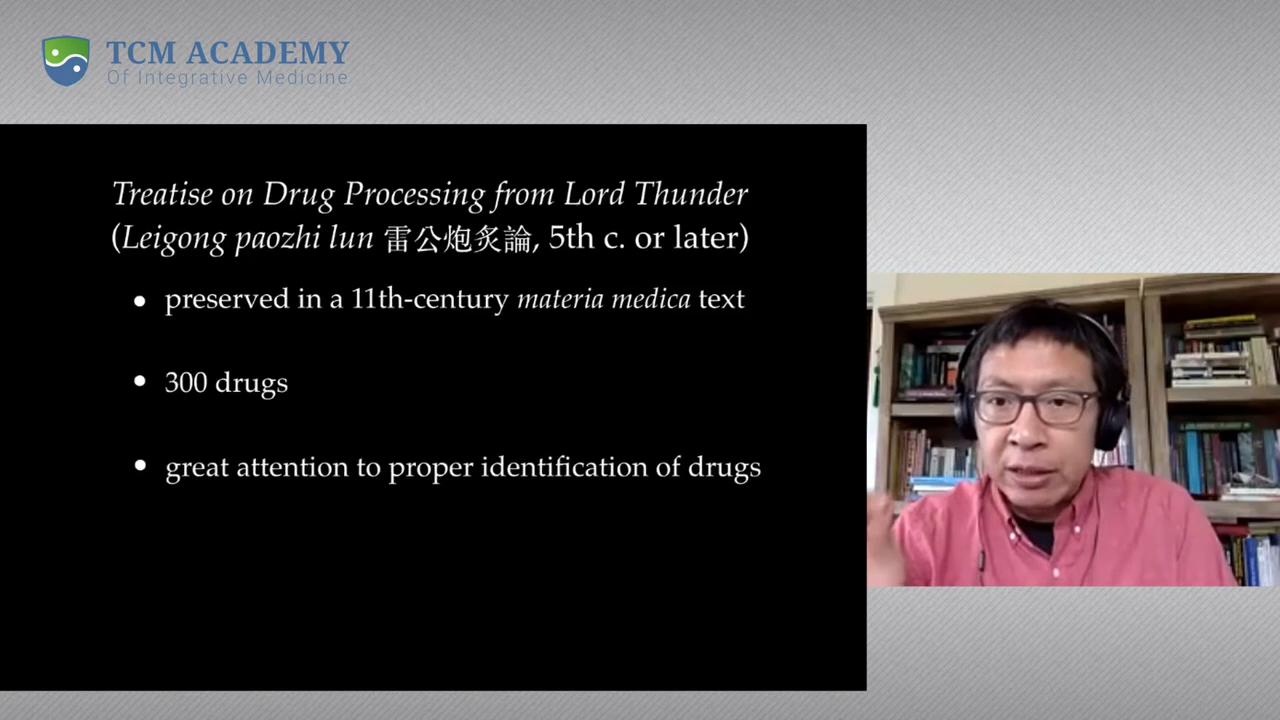 TCM ACADEMY
Of Integrative Medicine
Treatise on Drug Processing from Lord Thunder
(Leigong paozhi lun 雷公炮炙論, 5th c. or later)
• preserved in a 11th-century materia medica text
• 300 drugs
• great attention to proper identification of drugs